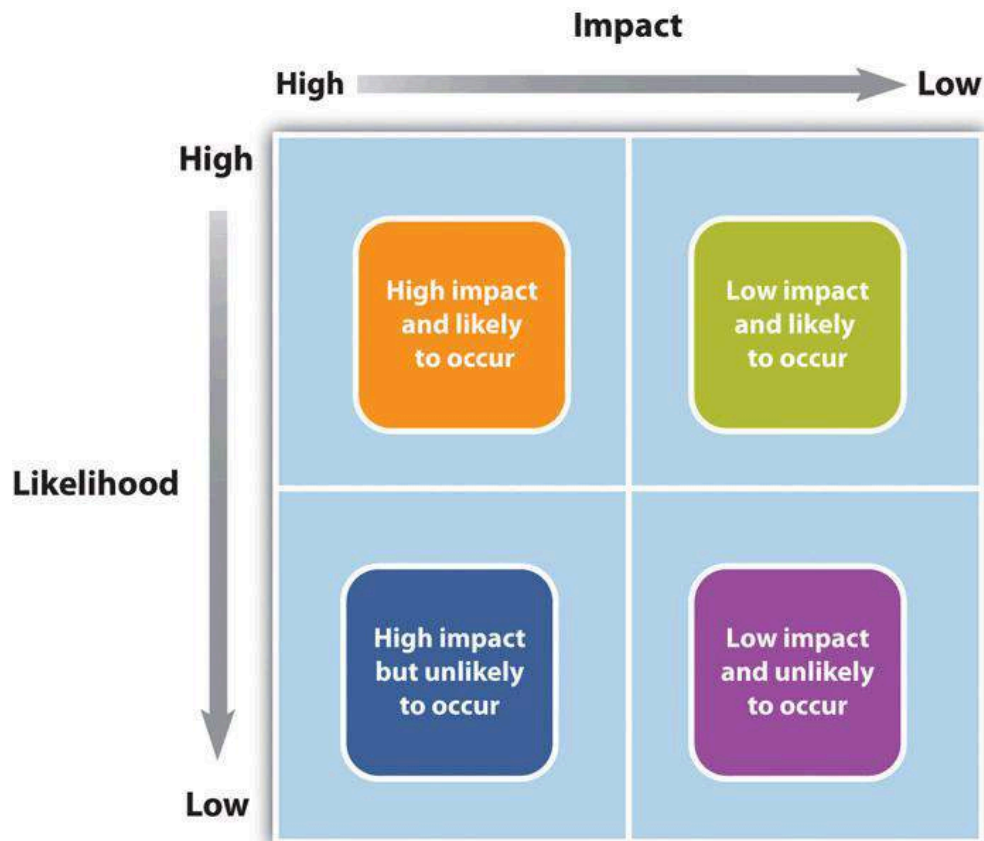 Impact
High
Low
High
High impact
and likely
to occur
Low impact
and likely
to occur
Likelihood
High impact
but unlikely
to occur
Low impact
and unlikely
to occur
Low